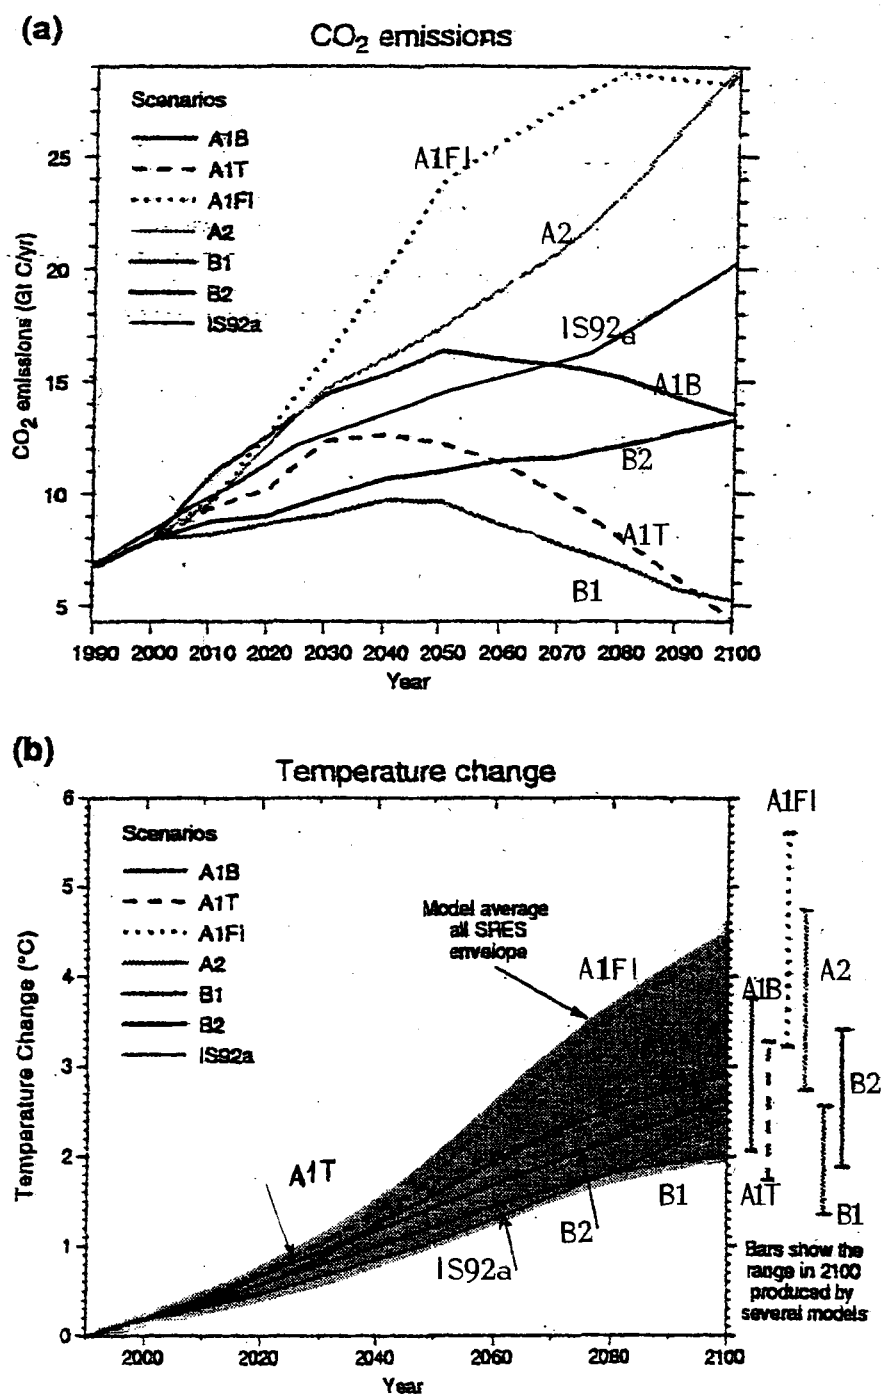 (a)
CO₂ emissions
Scenarios
A1B
A1T
A1FI
A2
B1
B2
IS92a
CO₂ emissions (Gt C/yr)
25
20
15
10
5
A1FI
A2
IS92a
A1B
B2
A1T
B1
1990 2000 2010 2020 2030 2040 2050 2060 2070 2080 2090 2100
Year
(b)
Temperature change
Scenarios
A1B
A1T
A1FI
A2
B1
B2
IS92a
Temperature Change (°C)
6
5
4
3
2
1
0
Model average
all SRES
envelope
A1FI
A1T
IS92a
B2
B1
2000 2020 2040 2060 2080 2100
Year
A1FI
A1B
A2
B2
A1T
B1
Bars show the
range in 2100
produced by
several models